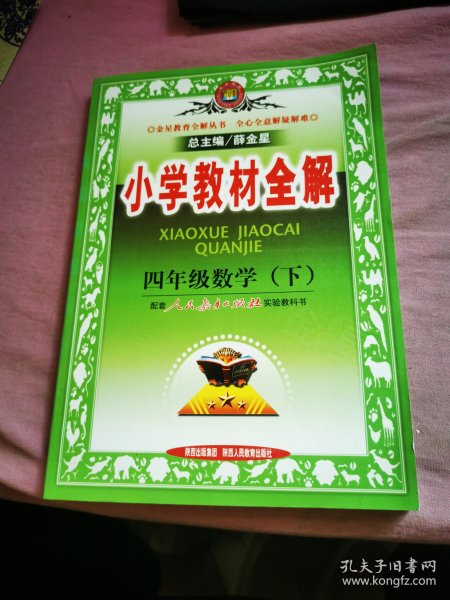 金星教育全解丛书 全心全意解疑解难
总主编/薛金星
小学教材全解
XIAOXUE JIAOCAI
QUANJIE
四年级数学（下）
配套人民教育出版社实验教科书
陕西出版集团 陕西人民教育出版社
孔夫子旧书网
www.kongfz.com